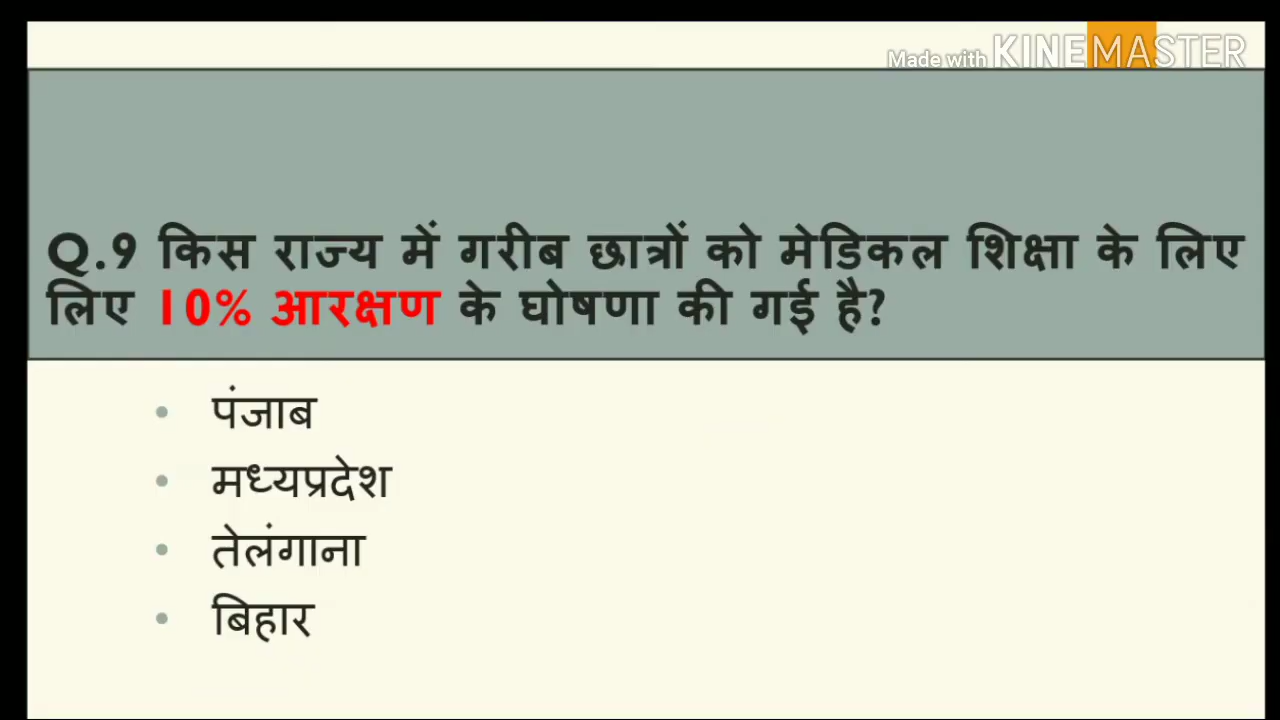 Made with KINEMASTER
Q.9 किस राज्य में गरीब छात्रों को मेडिकल शिक्षा के लिए
लिए 10% आरक्षण के घोषणा की गई है?
• पंजाब
• मध्यप्रदेश
• तेलंगाना
• बिहार